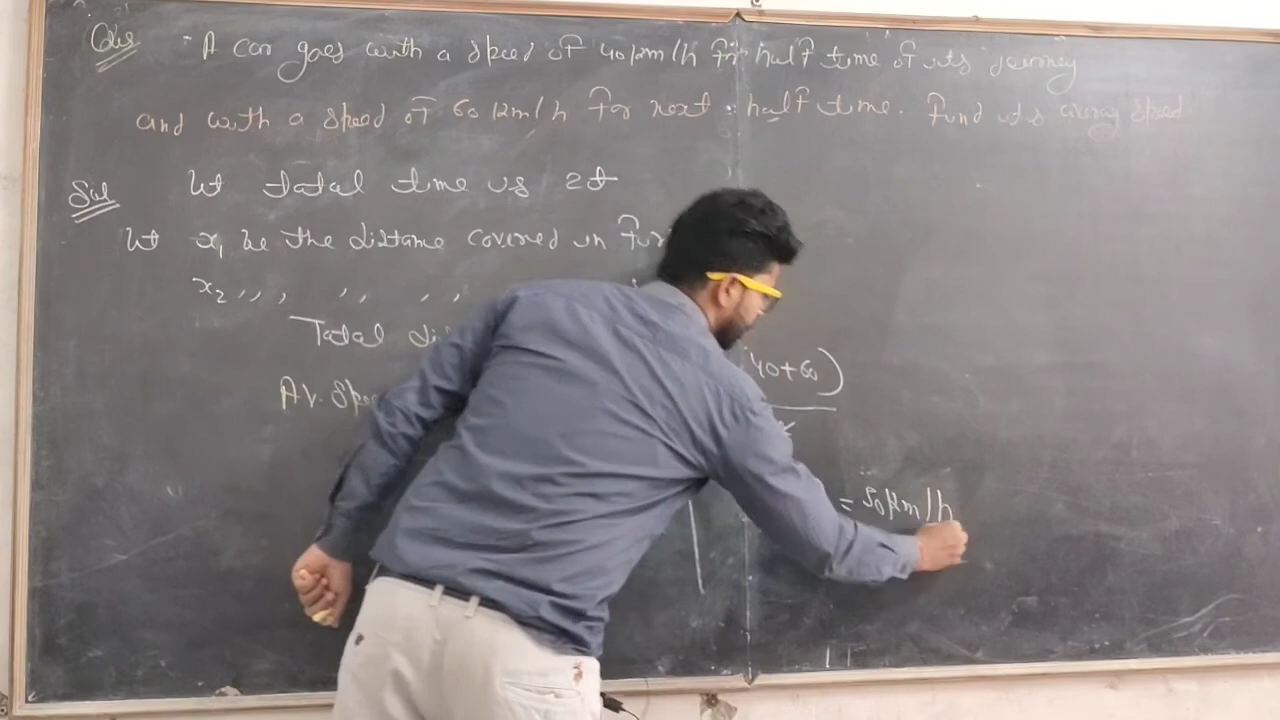 Que - A car goes with a speed of 40 km/h for half time of its journey
and with a speed of 60 km/h for next half time. Find its averag speed
Sol Let total time is 2t
let x₁ be the distance covered in
x₂ ,, ,, ,,
Total
Av. Spee
40+60)
= 50 km/h